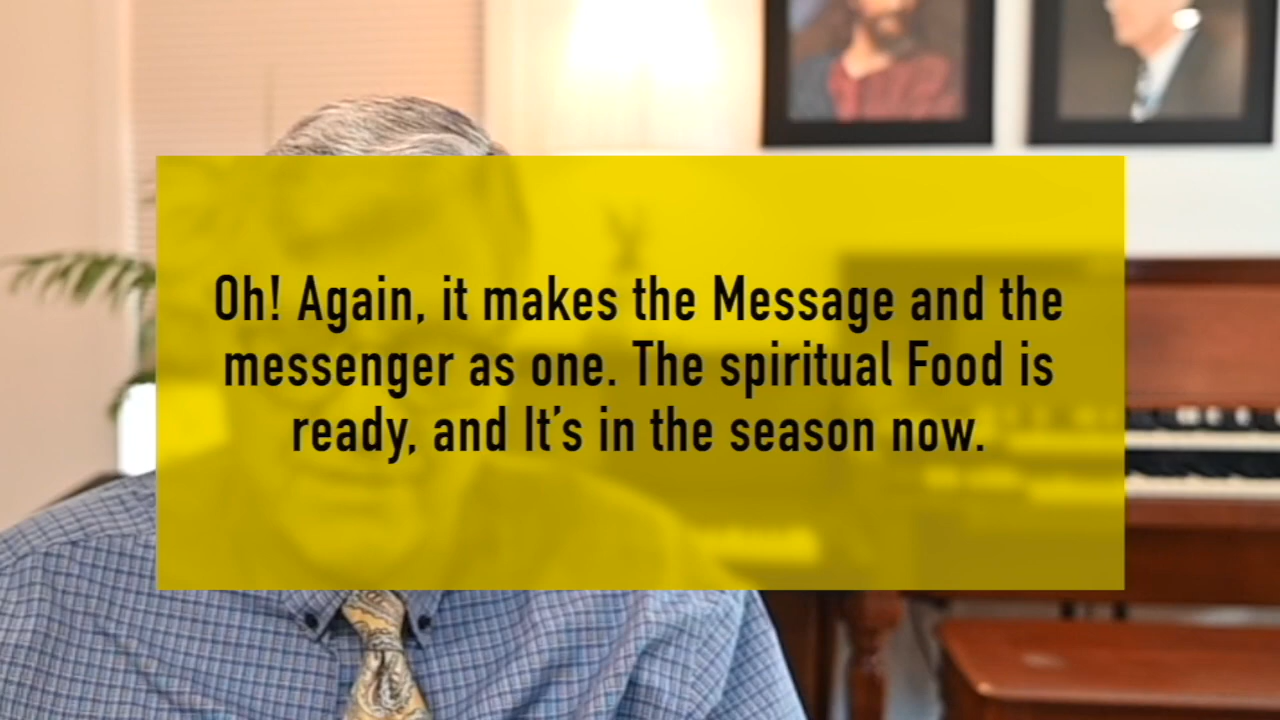 Oh! Again, it makes the Message and the
messenger as one. The spiritual Food is
ready, and It’s in the season now.